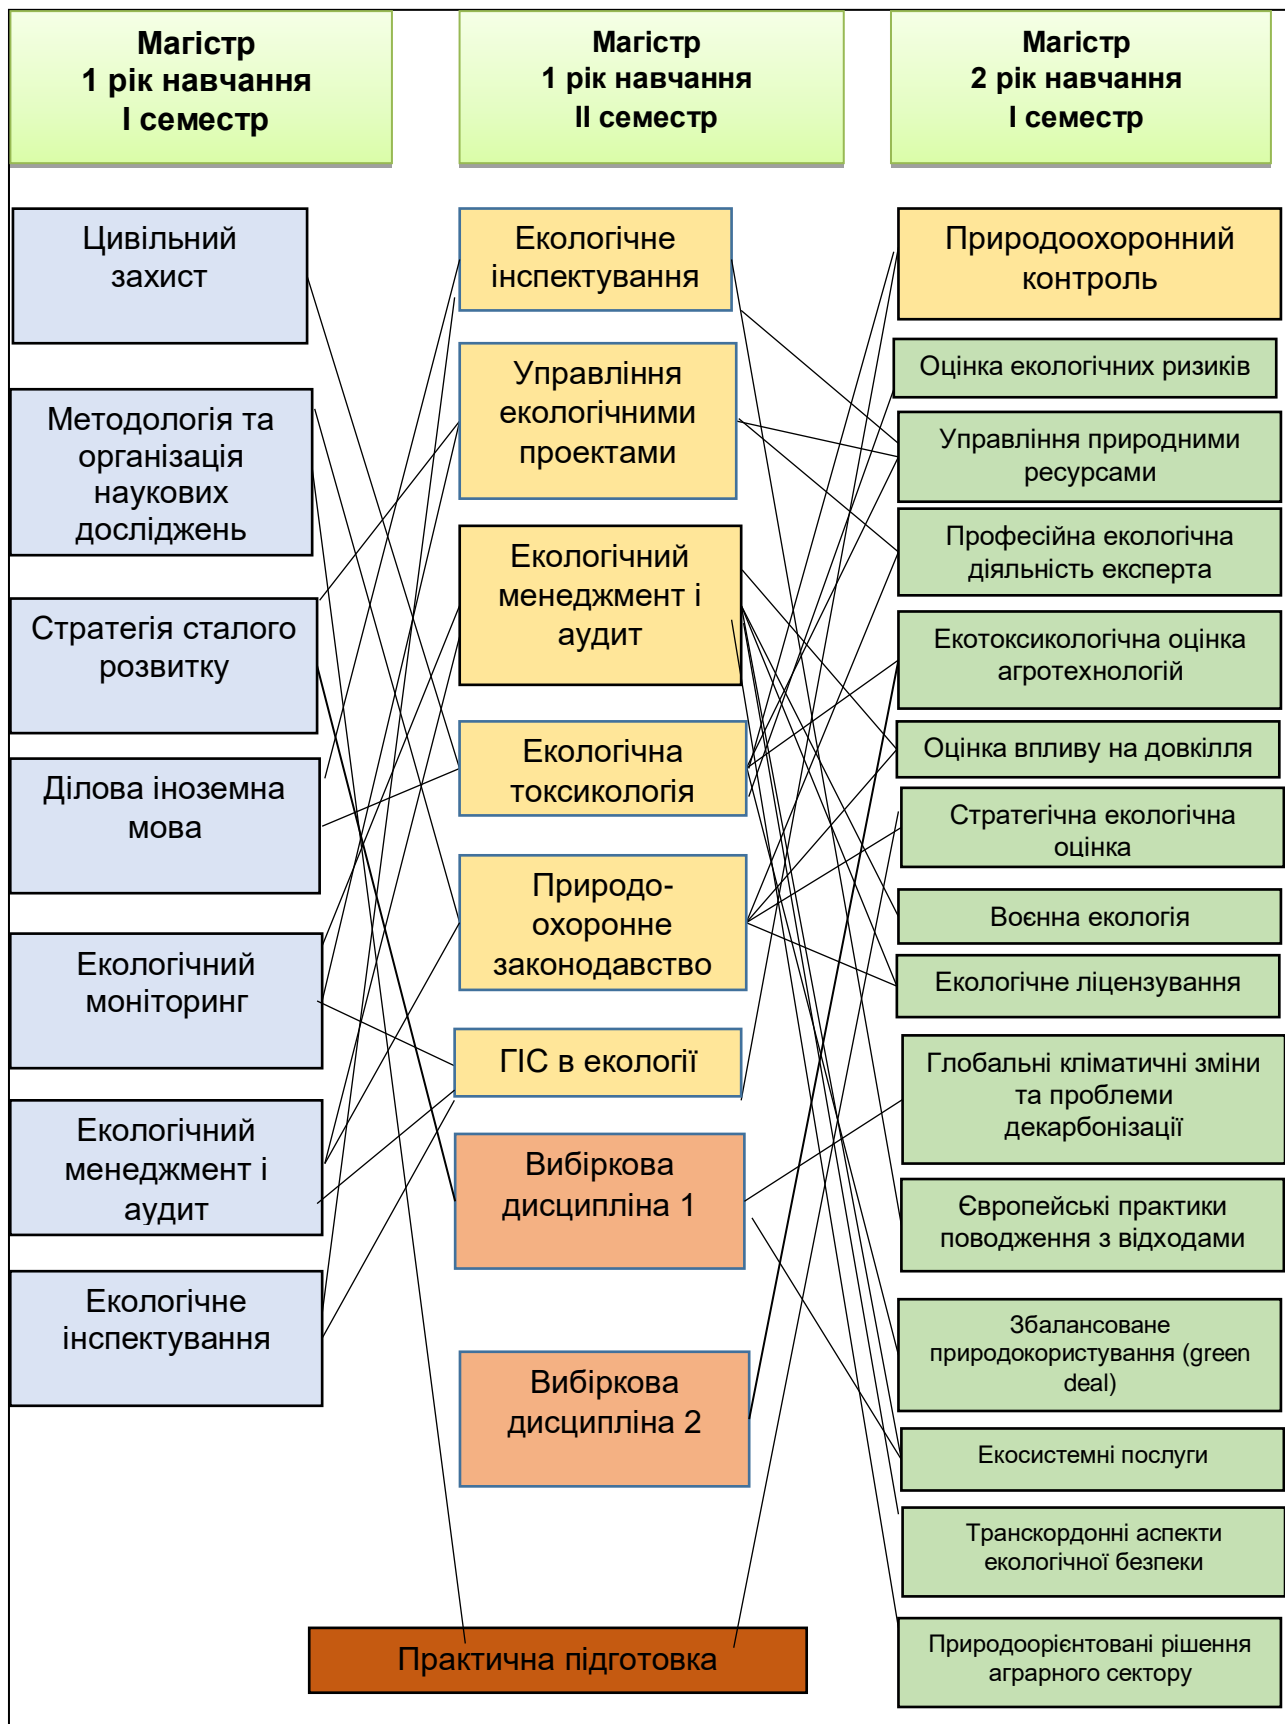 Магістр
1 рік навчання
І семестр
Магістр
1 рік навчання
ІІ семестр
Магістр
2 рік навчання
І семестр
Цивільний
захист
Методологія та
організація
наукових
досліджень
Стратегія сталого
розвитку
Ділова іноземна
мова
Екологічний
моніторинг
Екологічний
менеджмент і
аудит
Екологічне
інспектування
Екологічне
інспектування
Управління
екологічними
проектами
Екологічний
менеджмент і
аудит
Екологічна
токсикологія
Природо-
охоронне
законодавство
ГІС в екології
Вибіркова
дисципліна 1
Вибіркова
дисципліна 2
Практична підготовка
Природоохоронний
контроль
Оцінка екологічних ризиків
Управління природними
ресурсами
Професійна екологічна
діяльність експерта
Екотоксикологічна оцінка
агротехнологій
Оцінка впливу на довкілля
Стратегічна екологічна
оцінка
Воєнна екологія
Екологічне ліцензування
Глобальні кліматичні зміни
та проблеми
декарбонізації
Європейські практики
поводження з відходами
Збалансоване
природокористування (green
deal)
Екосистемні послуги
Транскордонні аспекти
екологічної безпеки
Природоорієнтовані рішення
аграрного сектору